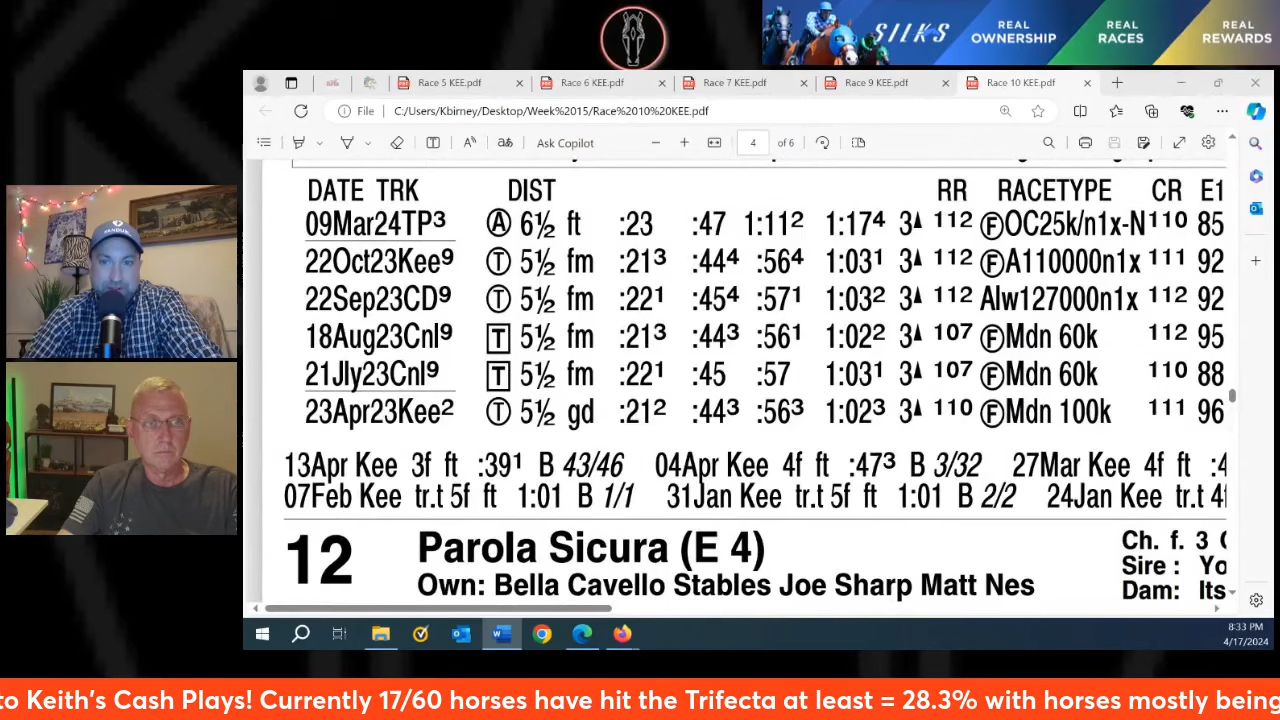 SILKS
REAL OWNERSHIP
REAL RACES
REAL REWARDS
Race 5 KEE.pdf
Race 6 KEE.pdf
Race 7 KEE.pdf
Race 9 KEE.pdf
Race 10 KEE.pdf
File C:/Users/Kbirney/Desktop/Week%2015/Race%2010%20KEE.pdf
Ask Copilot
4 of 6
DATE TRK DIST RR RACETYPE CR E1
09Mar24TP³ Ⓐ 6½ ft :23 :47 1:11² 1:17⁴ 3▲ 112 ⒻOC25k/n1x-N 110 85
22Oct23Kee⁹ Ⓣ 5½ fm :21³ :44⁴ :56⁴ 1:03¹ 3▲ 112 ⒻA110000n1x 111 92
22Sep23CD⁹ Ⓣ 5½ fm :22¹ :45⁴ :57¹ 1:03² 3▲ 112 Alw127000n1x 112 92
18Aug23Cnl⁹ 🅃 5½ fm :21³ :44³ :56¹ 1:02² 3▲ 107 ⒻMdn 60k 112 95
21Jly23Cnl⁹ 🅃 5½ fm :22¹ :45 :57 1:03¹ 3▲ 107 ⒻMdn 60k 110 88
23Apr23Kee² Ⓣ 5½ gd :21² :44³ :56³ 1:02³ 3▲ 110 ⒻMdn 100k 111 96
13Apr Kee 3f ft :39¹ B 43/46 04Apr Kee 4f ft :47³ B 3/32 27Mar Kee 4f ft :4
07Feb Kee tr.t 5f ft 1:01 B 1/1 31Jan Kee tr.t 5f ft 1:01 B 2/2 24Jan Kee tr.t 4f
12 Parola Sicura (E 4)
Own: Bella Cavello Stables Joe Sharp Matt Nes
Ch. f. 3
Sire : Yo
Dam: Its
8:33 PM
4/17/2024
to Keith's Cash Plays! Currently 17/60 horses have hit the Trifecta at least = 28.3% with horses mostly being